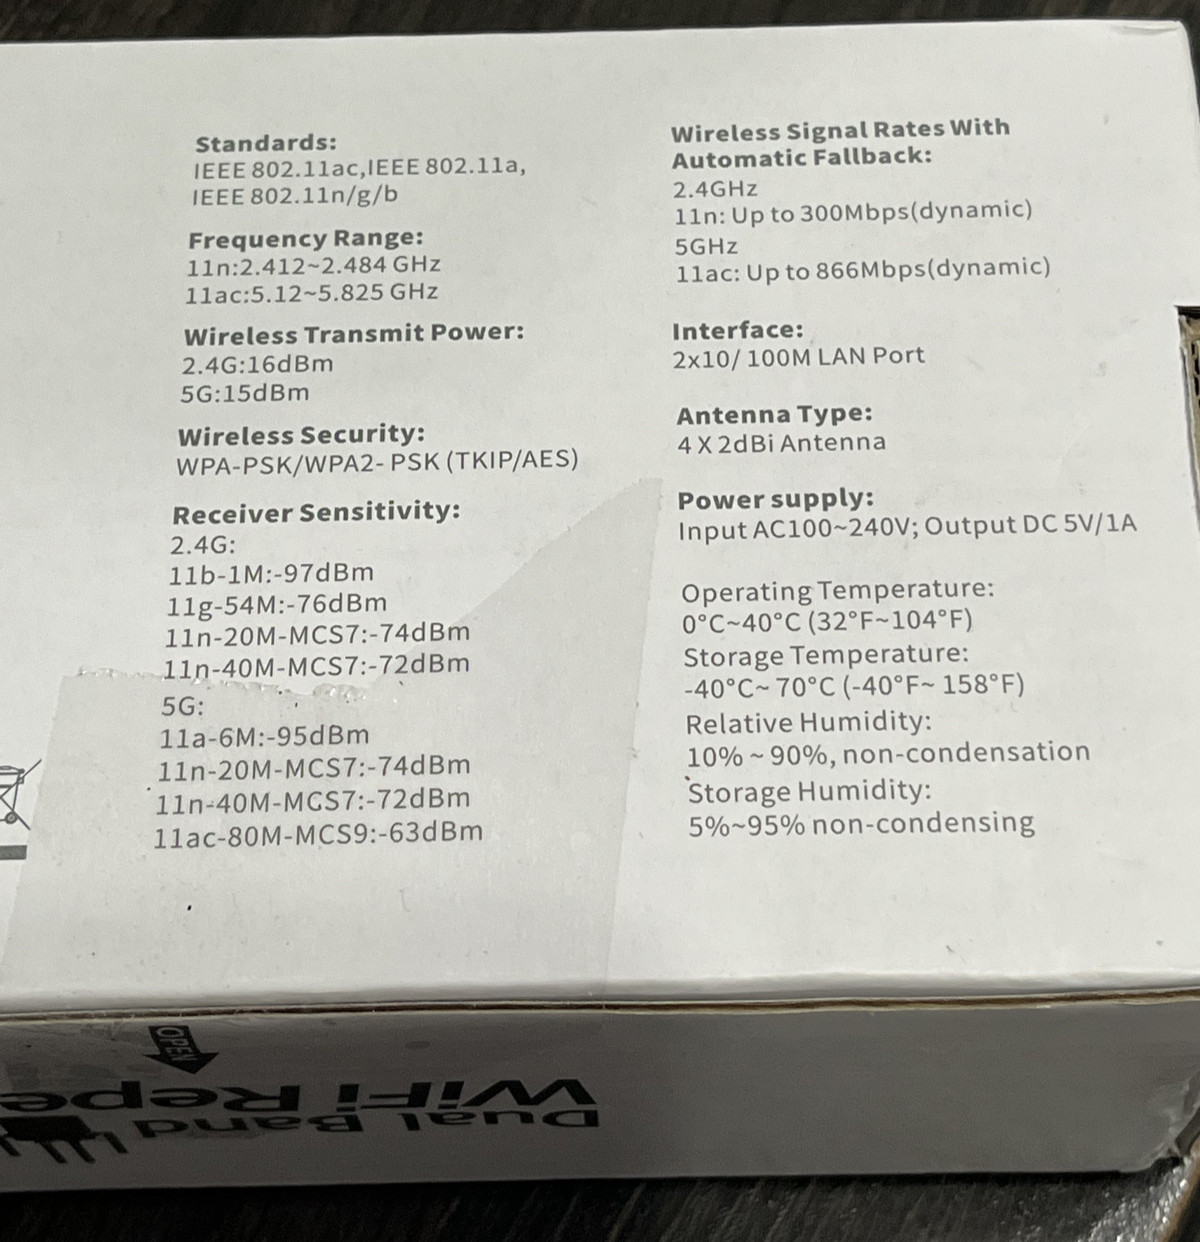 Standards:
IEEE 802.11ac,IEEE 802.11a,
IEEE 802.11n/g/b
Frequency Range:
11n:2.412~2.484 GHz
11ac:5.12~5.825 GHz
Wireless Transmit Power:
2.4G:16dBm
5G:15dBm
Wireless Security:
WPA-PSK/WPA2- PSK (TKIP/AES)
Receiver Sensitivity:
2.4G:
11b-1M:-97dBm
11g-54M:-76dBm
11n-20M-MCS7:-74dBm
11n-40M-MCS7:-72dBm
5G:
11a-6M:-95dBm
11n-20M-MCS7:-74dBm
11n-40M-MCS7:-72dBm
11ac-80M-MCS9:-63dBm
Wireless Signal Rates With
Automatic Fallback:
2.4GHz
11n: Up to 300Mbps(dynamic)
5GHz
11ac: Up to 866Mbps(dynamic)
Interface:
2x10/ 100M LAN Port
Antenna Type:
4 X 2dBi Antenna
Power supply:
Input AC100~240V; Output DC 5V/1A
Operating Temperature:
0°C~40°C (32°F~104°F)
Storage Temperature:
-40°C~ 70°C (-40°F~ 158°F)
Relative Humidity:
10% ~ 90%, non-condensation
Storage Humidity:
5%~95% non-condensing
OPEN
Dual Band
WiFi Repe